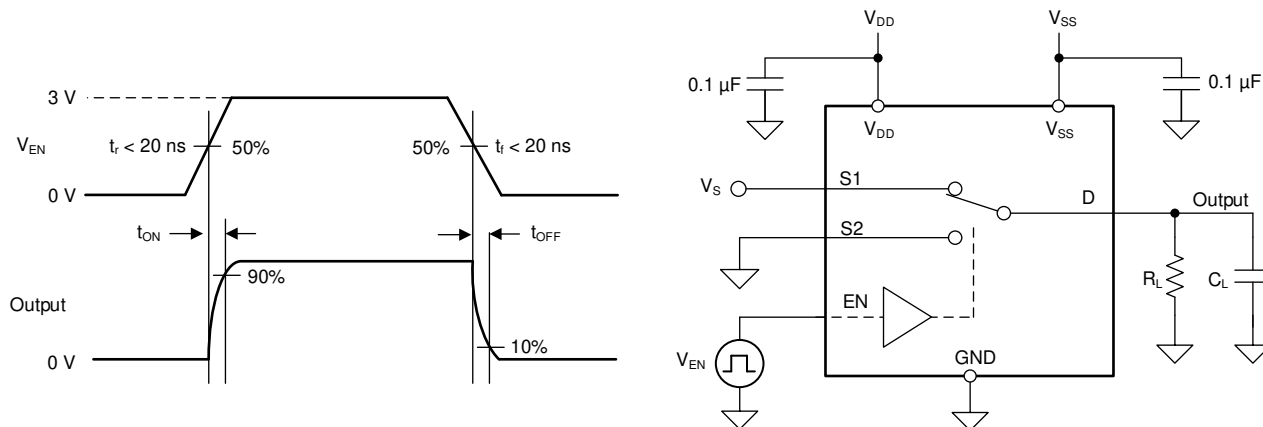 3 V
V_EN
t_r < 20 ns
50%
50%
t_f < 20 ns
0 V
t_ON
t_OFF
90%
Output
10%
0 V
V_DD
V_SS
0.1 µF
0.1 µF
V_DD
V_SS
V_S
S1
D
Output
S2
R_L
C_L
EN
V_EN
GND